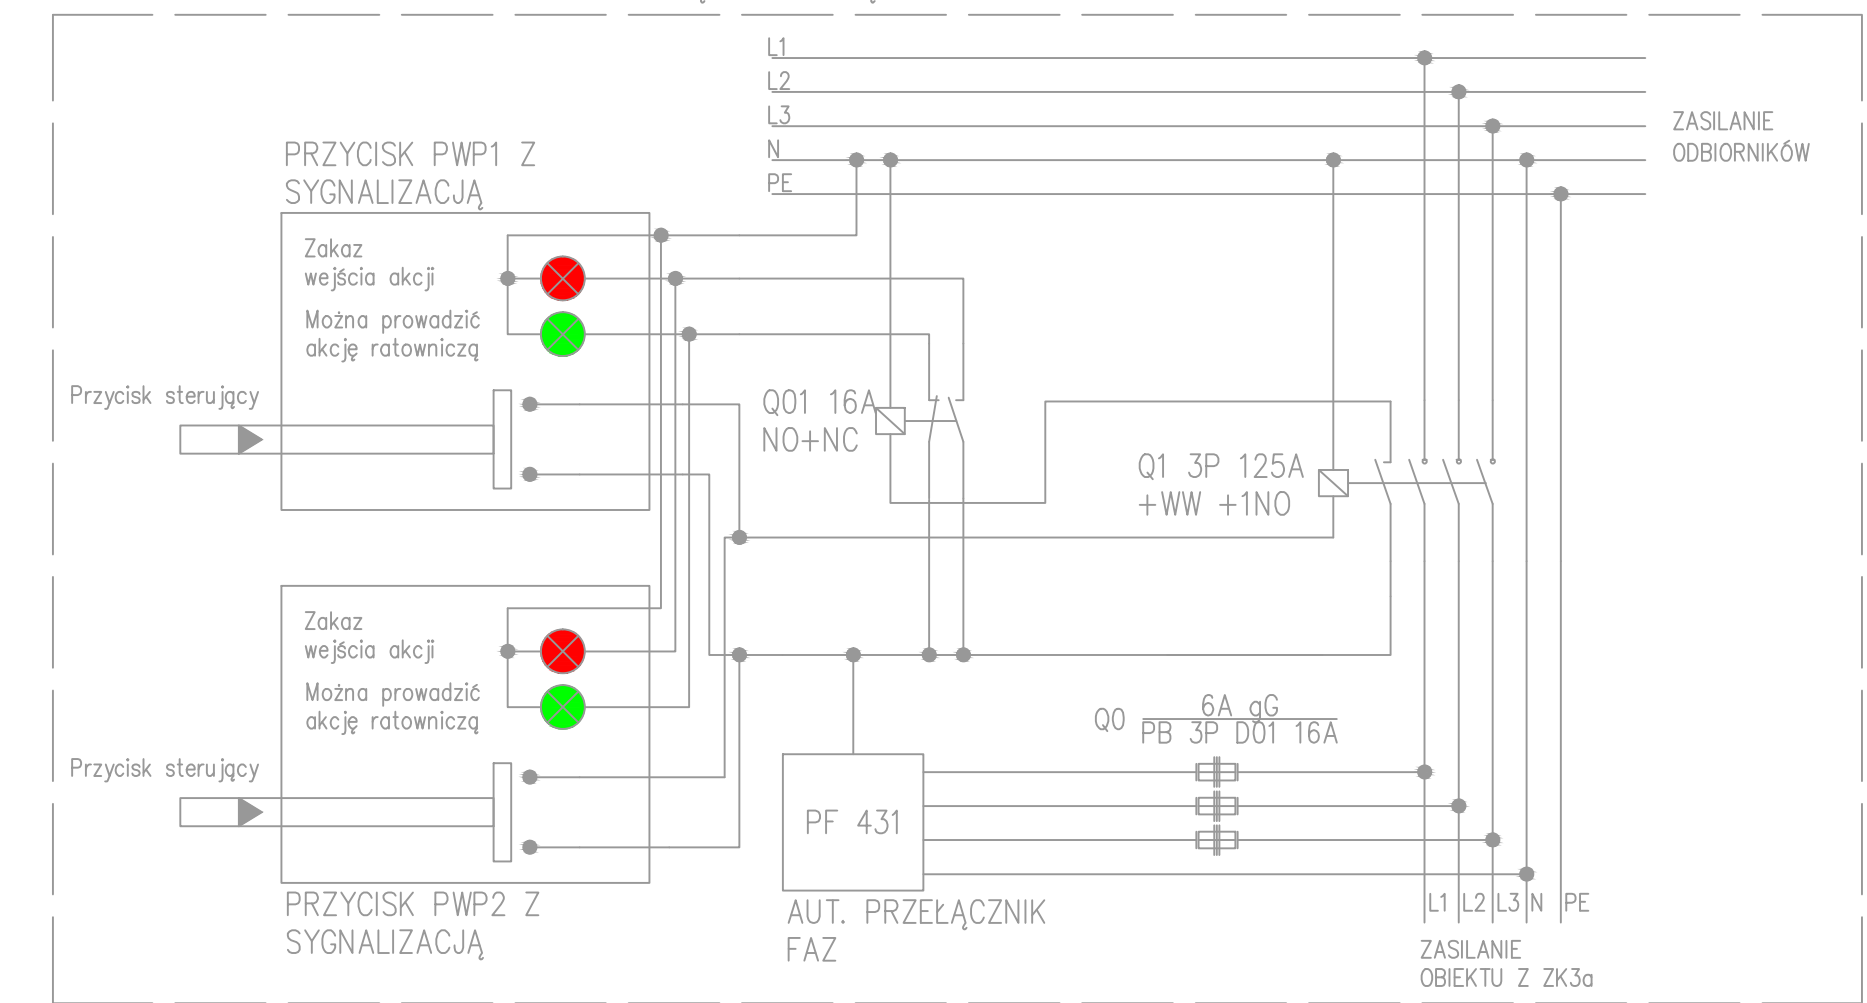 L1
L2
L3
N
PE
ZASILANIE
ODBIORNIKÓW
PRZYCISK PWP1 Z
SYGNALIZACJĄ
Zakaz
wejścia akcji
Można prowadzić
akcję ratowniczą
Przycisk sterujący
Q01 16A
NO+NC
Q1 3P 125A
+WW +1NO
Zakaz
wejścia akcji
Można prowadzić
akcję ratowniczą
Przycisk sterujący
PRZYCISK PWP2 Z
SYGNALIZACJĄ
Q0
6A gG
PB 3P D01 16A
PF 431
AUT. PRZEŁĄCZNIK
FAZ
L1 L2 L3 N PE
ZASILANIE
OBIEKTU Z ZK3a